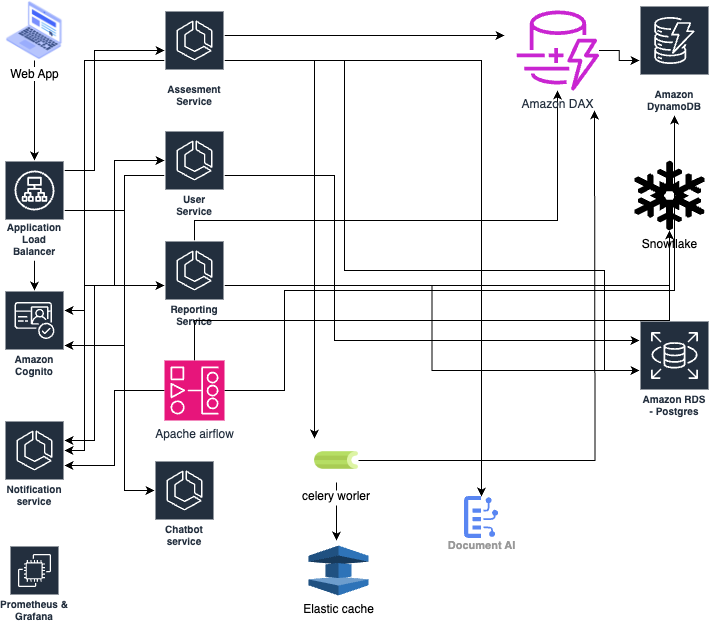 Web App
Assesment
Service
Amazon DAX
Amazon
DynamoDB
User
Service
Application
Load
Balancer
Snowflake
Reporting
Service
Amazon
Cognito
Amazon RDS
- Postgres
Apache airflow
Notification
service
celery worler
Chatbot
service
Document AI
Prometheus &
Grafana
Elastic cache